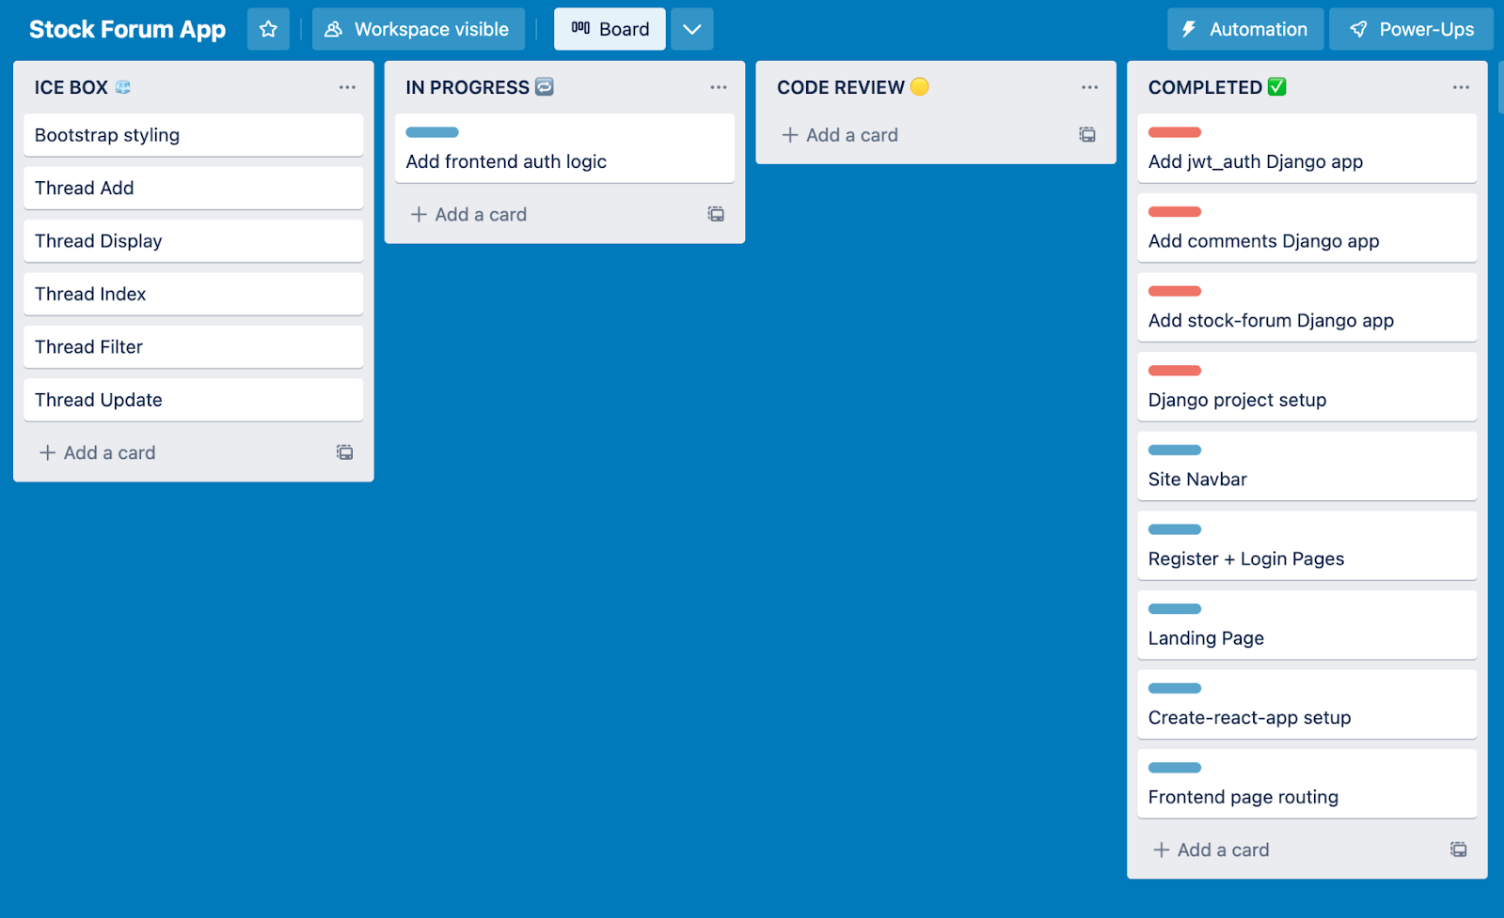 Stock Forum App
Workspace visible
Board
Automation
Power-Ups
ICE BOX
Bootstrap styling
Thread Add
Thread Display
Thread Index
Thread Filter
Thread Update
+ Add a card
IN PROGRESS
Add frontend auth logic
+ Add a card
CODE REVIEW
+ Add a card
COMPLETED
Add jwt_auth Django app
Add comments Django app
Add stock-forum Django app
Django project setup
Site Navbar
Register + Login Pages
Landing Page
Create-react-app setup
Frontend page routing
+ Add a card